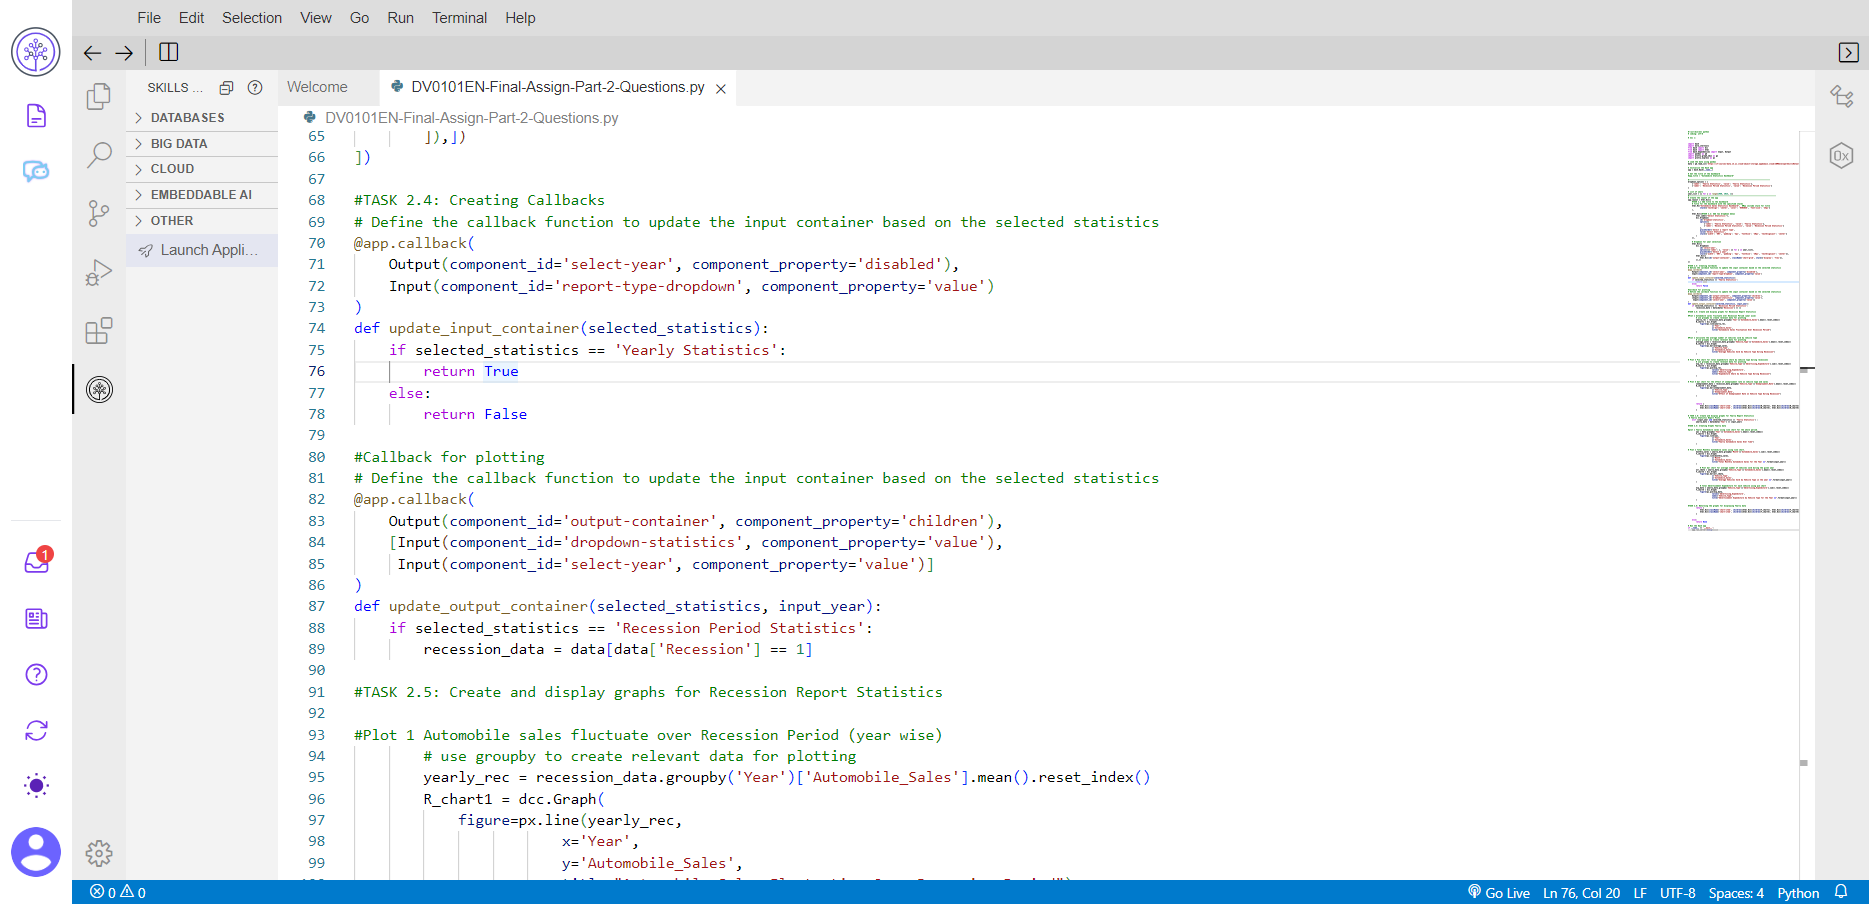 File Edit Selection View Go Run Terminal Help
SKILLS ...
Welcome
DV0101EN-Final-Assign-Part-2-Questions.py
DATABASES
BIG DATA
CLOUD
EMBEDDABLE AI
OTHER
Launch Appli...
1
DV0101EN-Final-Assign-Part-2-Questions.py
65 ]),])
66 ])
67
68 #TASK 2.4: Creating Callbacks
69 # Define the callback function to update the input container based on the selected statistics
70 @app.callback(
71 Output(component_id='select-year', component_property='disabled'),
72 Input(component_id='report-type-dropdown', component_property='value')
73 )
74 def update_input_container(selected_statistics):
75 if selected_statistics == 'Yearly Statistics':
76 return True
77 else:
78 return False
79
80 #Callback for plotting
81 # Define the callback function to update the input container based on the selected statistics
82 @app.callback(
83 Output(component_id='output-container', component_property='children'),
84 [Input(component_id='dropdown-statistics', component_property='value'),
85 Input(component_id='select-year', component_property='value')]
86 )
87 def update_output_container(selected_statistics, input_year):
88 if selected_statistics == 'Recession Period Statistics':
89 recession_data = data[data['Recession'] == 1]
90
91 #TASK 2.5: Create and display graphs for Recession Report Statistics
92
93 #Plot 1 Automobile sales fluctuate over Recession Period (year wise)
94 # use groupby to create relevant data for plotting
95 yearly_rec = recession_data.groupby('Year')['Automobile_Sales'].mean().reset_index()
96 R_chart1 = dcc.Graph(
97 figure=px.line(yearly_rec,
98 x='Year',
99 y='Automobile_Sales',
0x
0 0
Go Live Ln 76, Col 20 LF UTF-8 Spaces: 4 Python